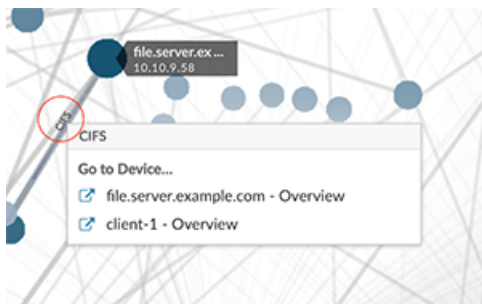 file.server.ex ...
10.10.9.58
CIFS
CIFS
Go to Device...
file.server.example.com - Overview
client-1 - Overview